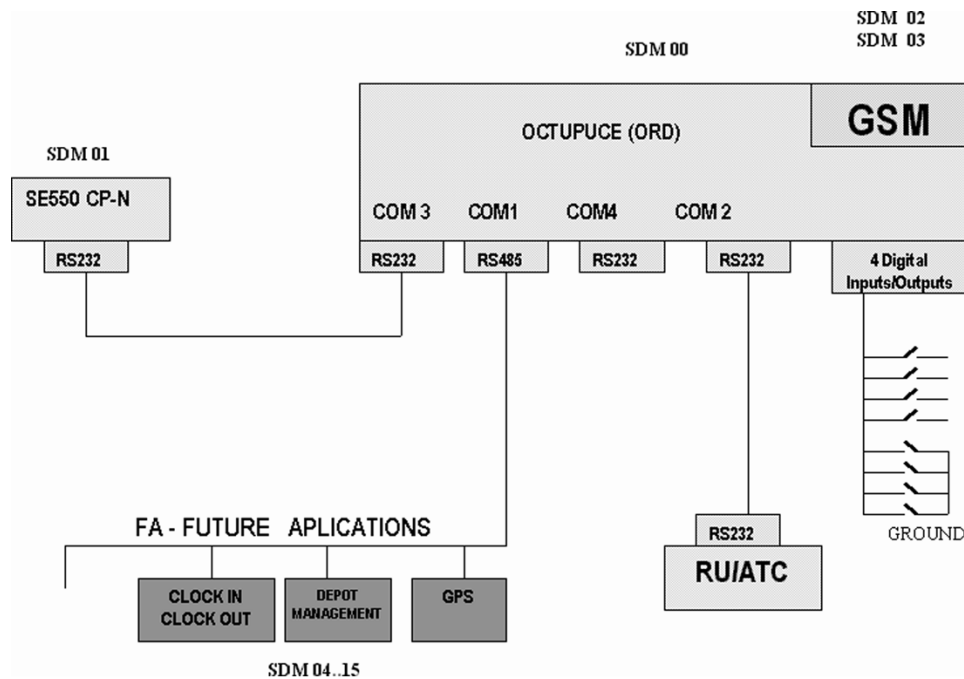 SDM 02
SDM 03
SDM 00
GSM
OCTUPUCE (ORD)
SDM 01
SE550 CP-N
COM 3 COM1 COM4 COM 2
RS232 RS232 RS485 RS232 RS232 4 Digital
Inputs/Outputs
FA - FUTURE APLICATIONS
GROUND
RS232
RU/ATC
CLOCK IN
CLOCK OUT
DEPOT
MANAGEMENT
GPS
SDM 04..15